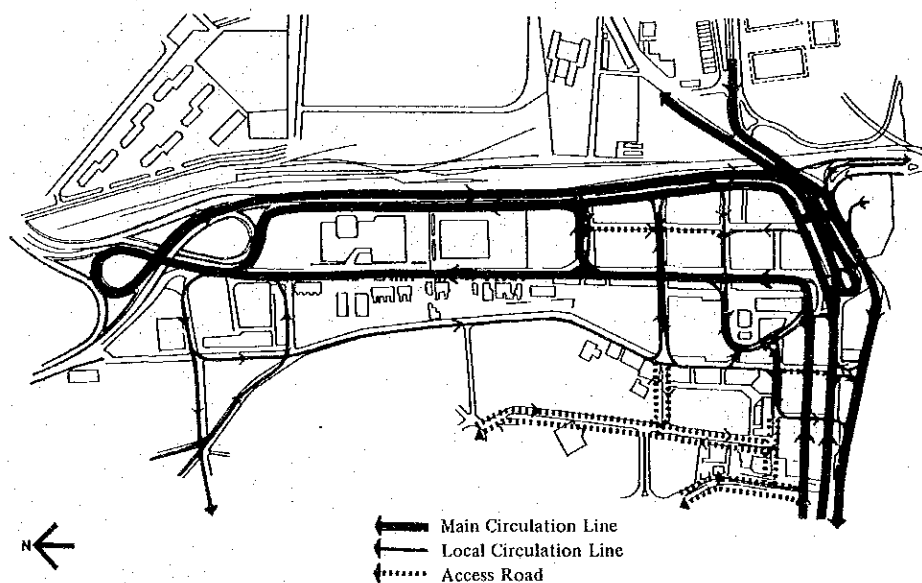 N
Main Circulation Line
Local Circulation Line
Access Road